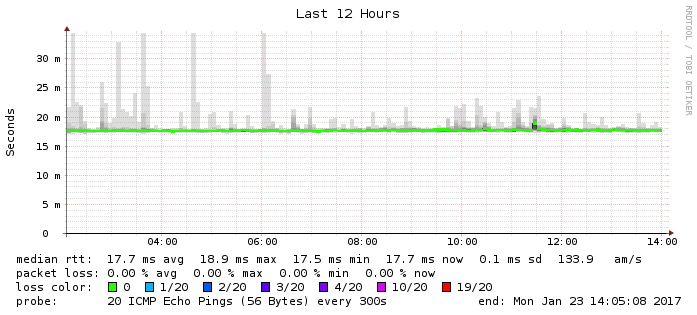 Last 12 Hours
RRDTOOL / TOBI OETIKER
Seconds
30 m
25 m
20 m
15 m
10 m
5 m
0
04:00 06:00 08:00 10:00 12:00 14:00
median rtt: 17.7 ms avg 18.9 ms max 17.5 ms min 17.7 ms now 0.1 ms sd 133.9 am/s
packet loss: 0.00 % avg 0.00 % max 0.00 % min 0.00 % now
loss color: 0 1/20 2/20 3/20 4/20 10/20 19/20
probe: 20 ICMP Echo Pings (56 Bytes) every 300s end: Mon Jan 23 14:05:08 2017